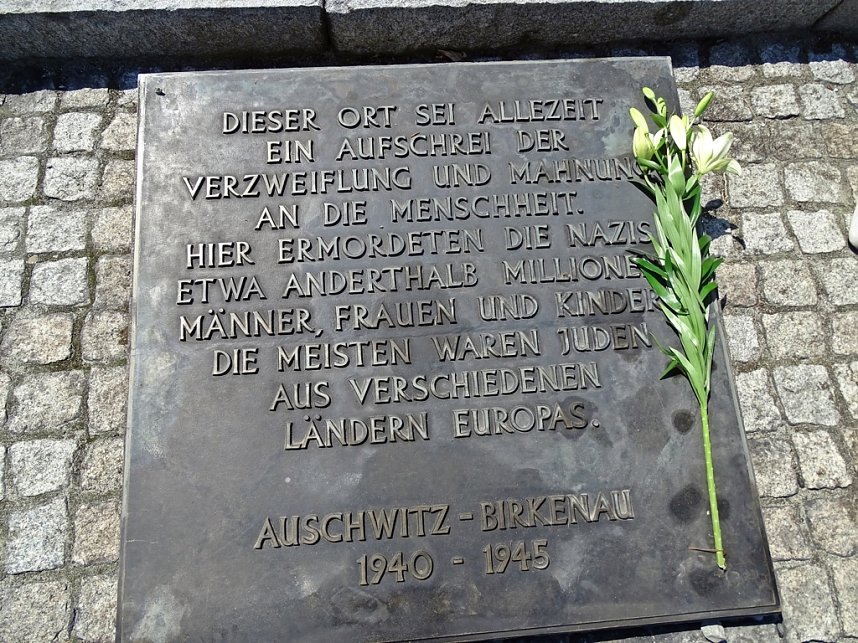 DIESER ORT SEI ALLEZEIT
EIN AUFSCHREI DER
VERZWEIFLUNG UND MAHNUNG
AN DIE MENSCHHEIT.
HIER ERMORDETEN DIE NAZIS
ETWA ANDERTHALB MILLIONEN
MÄNNER, FRAUEN UND KINDER
DIE MEISTEN WAREN JUDEN
AUS VERSCHIEDENEN
LÄNDERN EUROPAS.
AUSCHWITZ - BIRKENAU
1940 - 1945